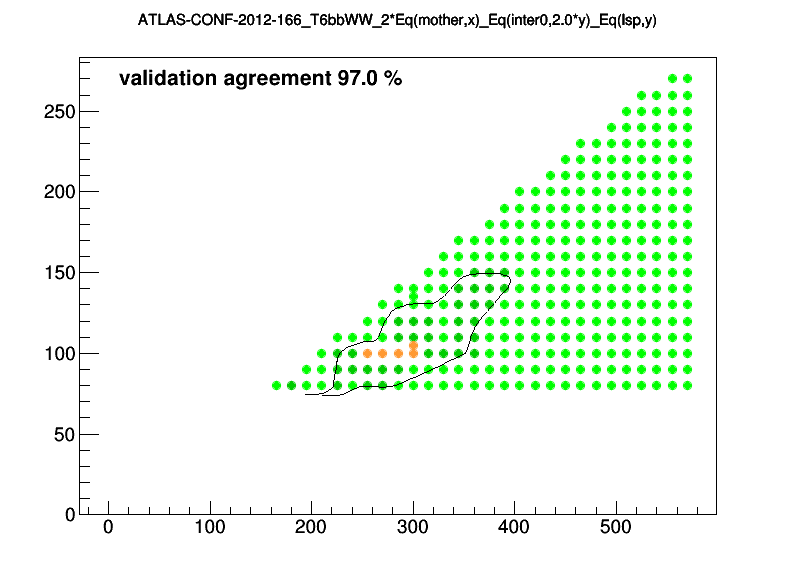 ATLAS-CONF-2012-166_T6bbWW_2*Eq(mother,x)_Eq(inter0,2.0*y)_Eq(lsp,y)
validation agreement 97.0 %
250
200
150
100
50
0
0 100 200 300 400 500